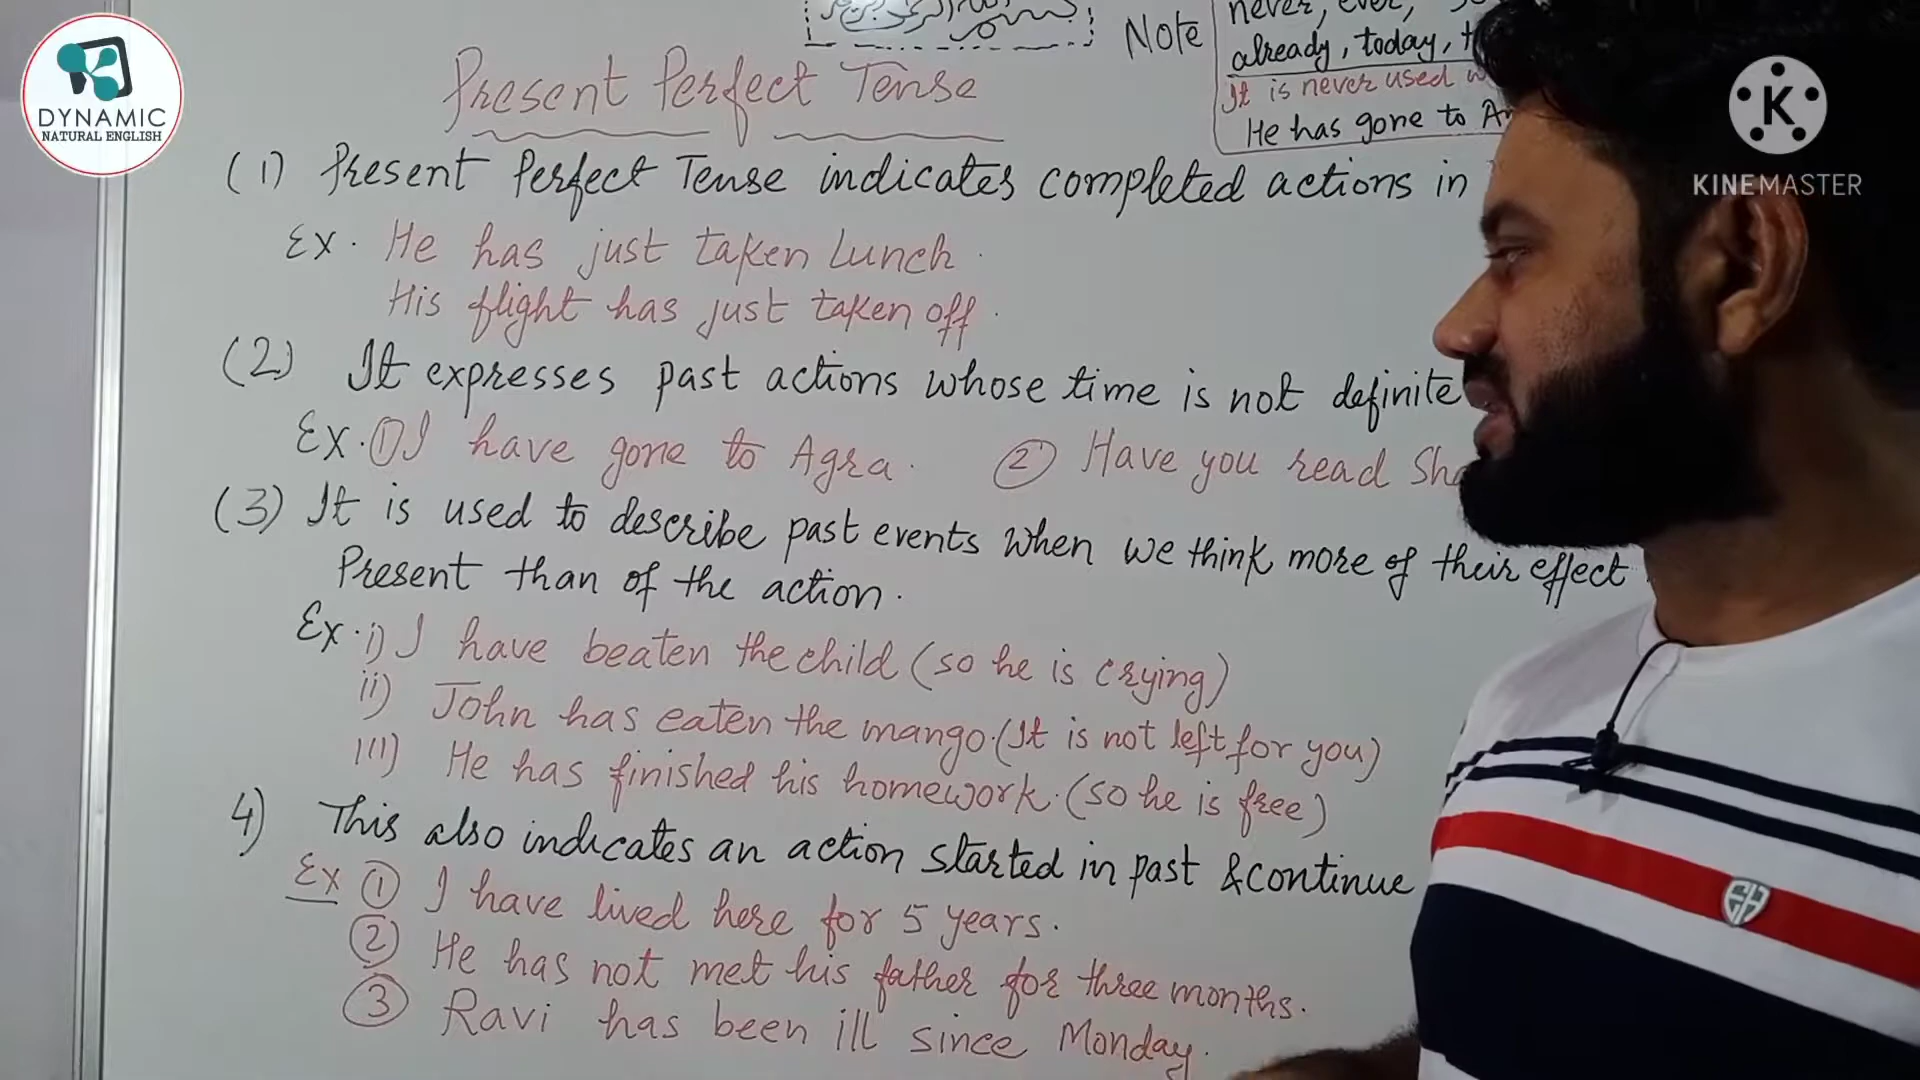 DYNAMIC
NATURAL ENGLISH
Note
never, ever,
already, today,
It is never used
He has gone to
KINEMASTER
Present Perfect Tense
(1) Present Perfect Tense indicates completed actions in
Ex. He has just taken Lunch.
His flight has just taken off.
(2) It expresses past actions whose time is not definite
Ex. ① I have gone to Agra. ② Have you read
(3) It is used to describe past events when we think more of their effect
Present than of the action.
Ex. i) I have beaten the child (so he is crying)
ii) John has eaten the mango. (It is not left for you)
iii) He has finished his homework. (so he is free)
4) This also indicates an action started in past & continue
Ex ① I have lived here for 5 years.
② He has not met his father for three months.
③ Ravi has been ill since Monday.